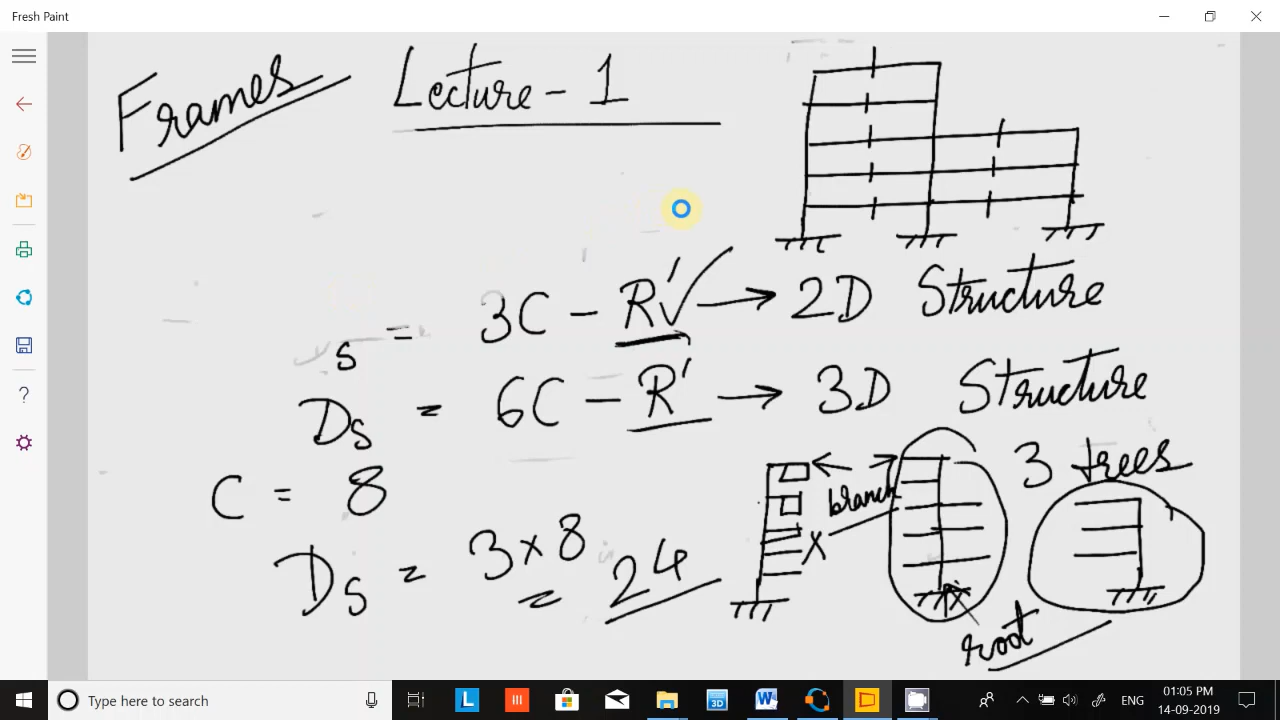 Fresh Paint
Frames Lecture - 1
s = 3C - R' ✓ → 2D Structure
Ds = 6C - R' → 3D Structure
C = 8
3 trees
branch
X
Ds = 3 × 8
24
root
Type here to search
L
3D
W
ENG
01:05 PM
14-09-2019